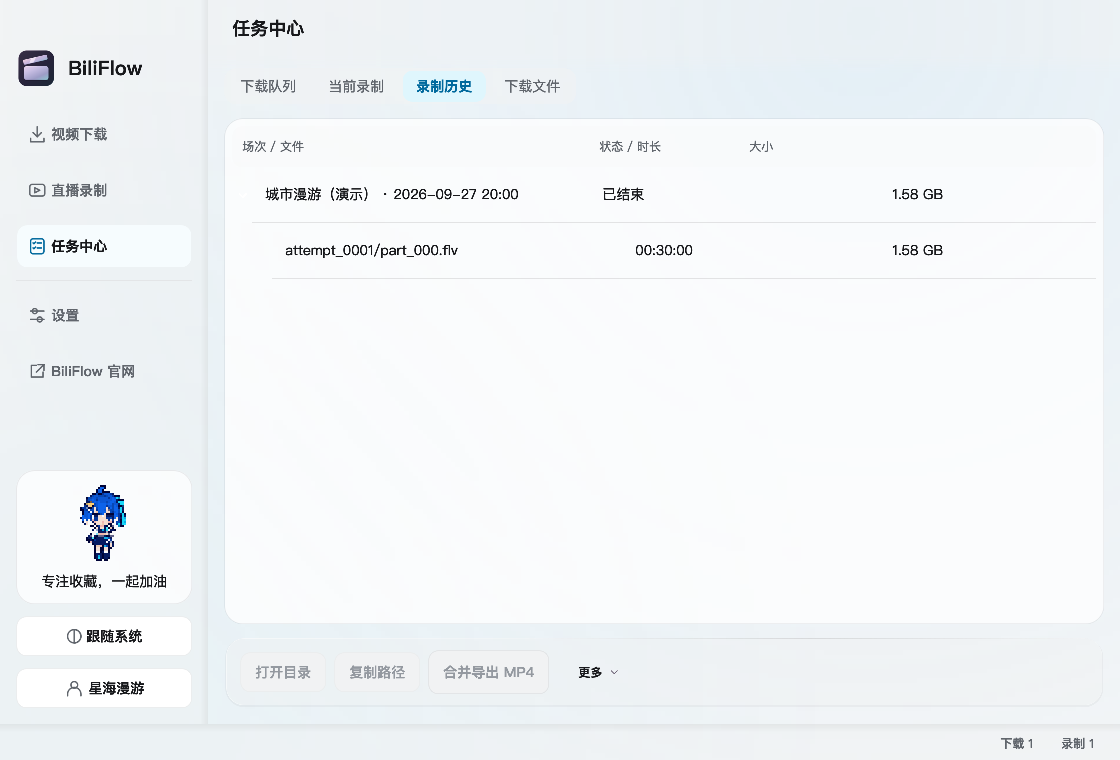 BiliFlow
视频下载
直播录制
任务中心
设置
BiliFlow 官网
专注收藏，一起加油
跟随系统
星海漫游
任务中心
下载队列 当前录制 录制历史 下载文件
场次 / 文件 状态 / 时长 大小
城市漫游（演示） · 2026-09-27 20:00 已结束 1.58 GB
attempt_0001/part_000.flv 00:30:00 1.58 GB
打开目录 复制路径 合并导出 MP4 更多
下载 1 录制 1